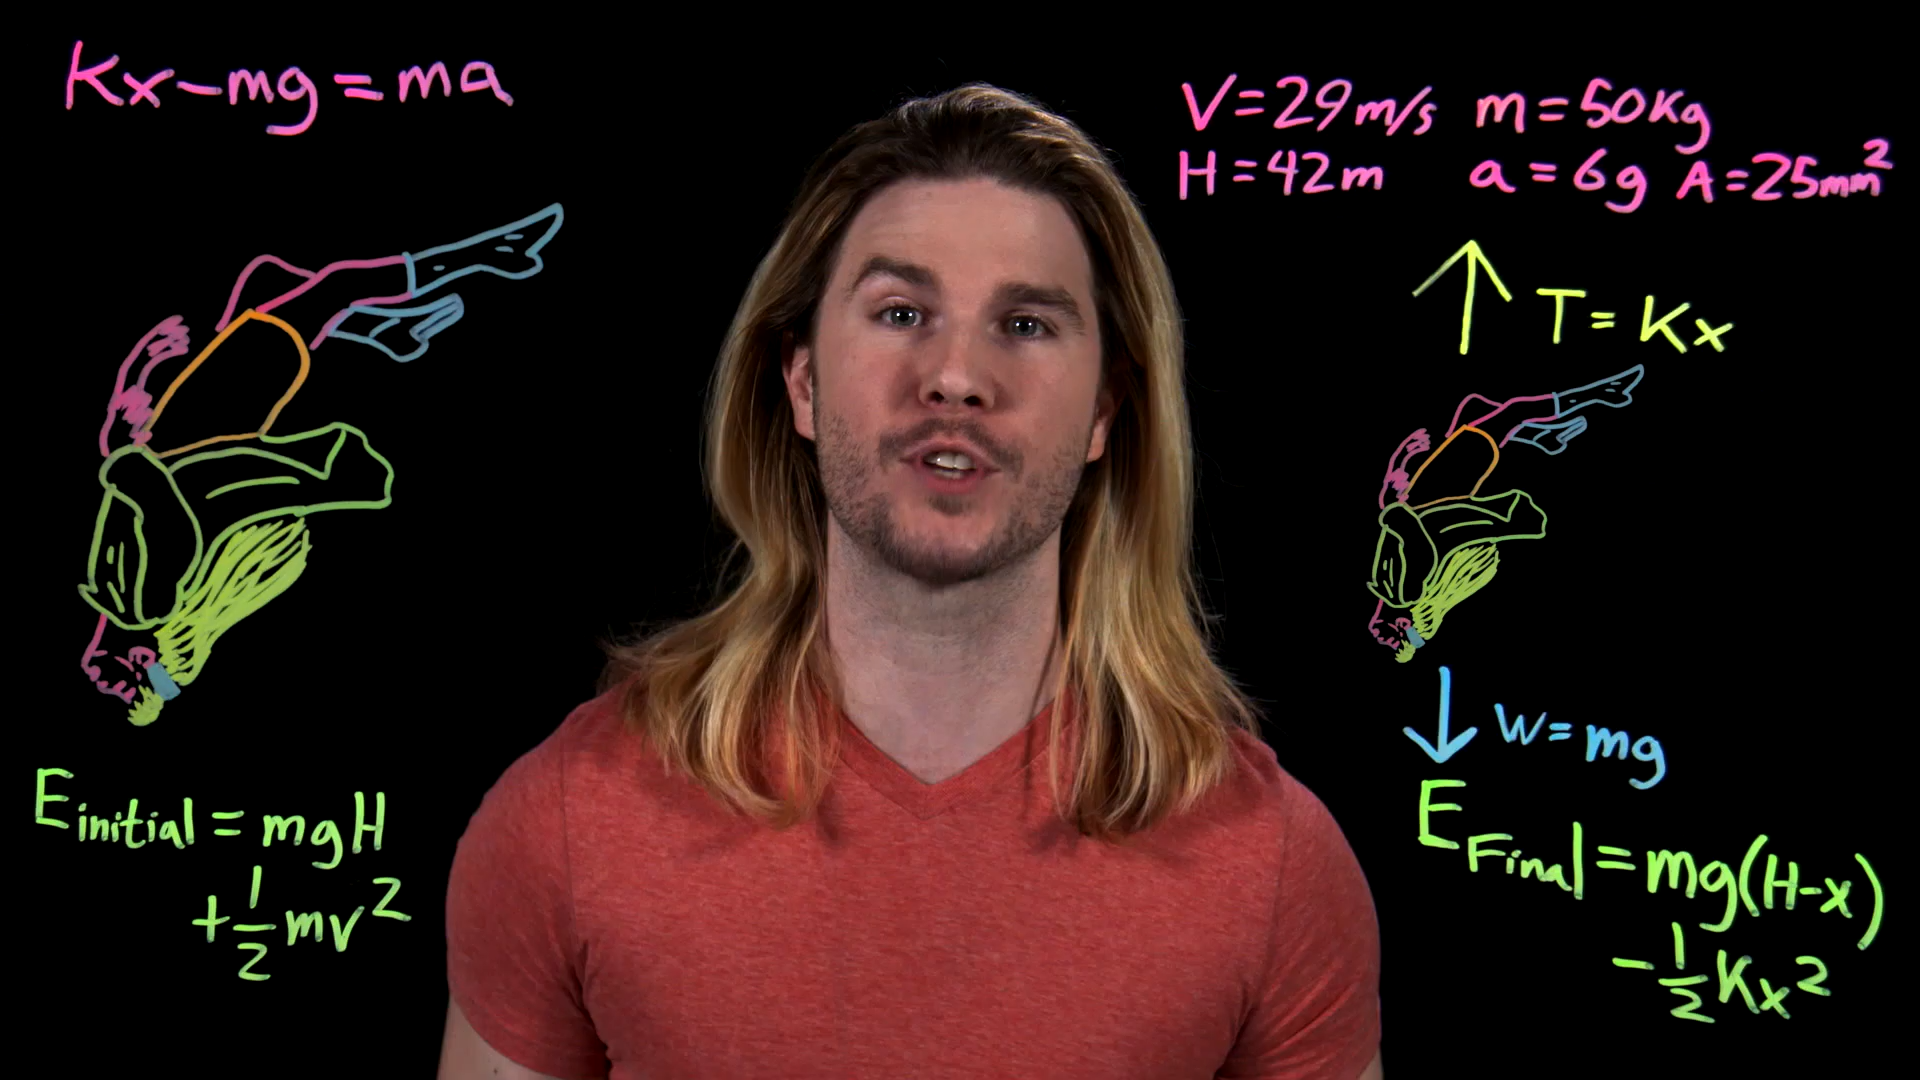 Kx-mg=ma
V=29m/s m=50Kg
H=42m a=6g A=25mm²
T=Kx
W=mg
Einitial=mgH
+1/2mv²
EFinal=mg(H-x)
-1/2Kx²